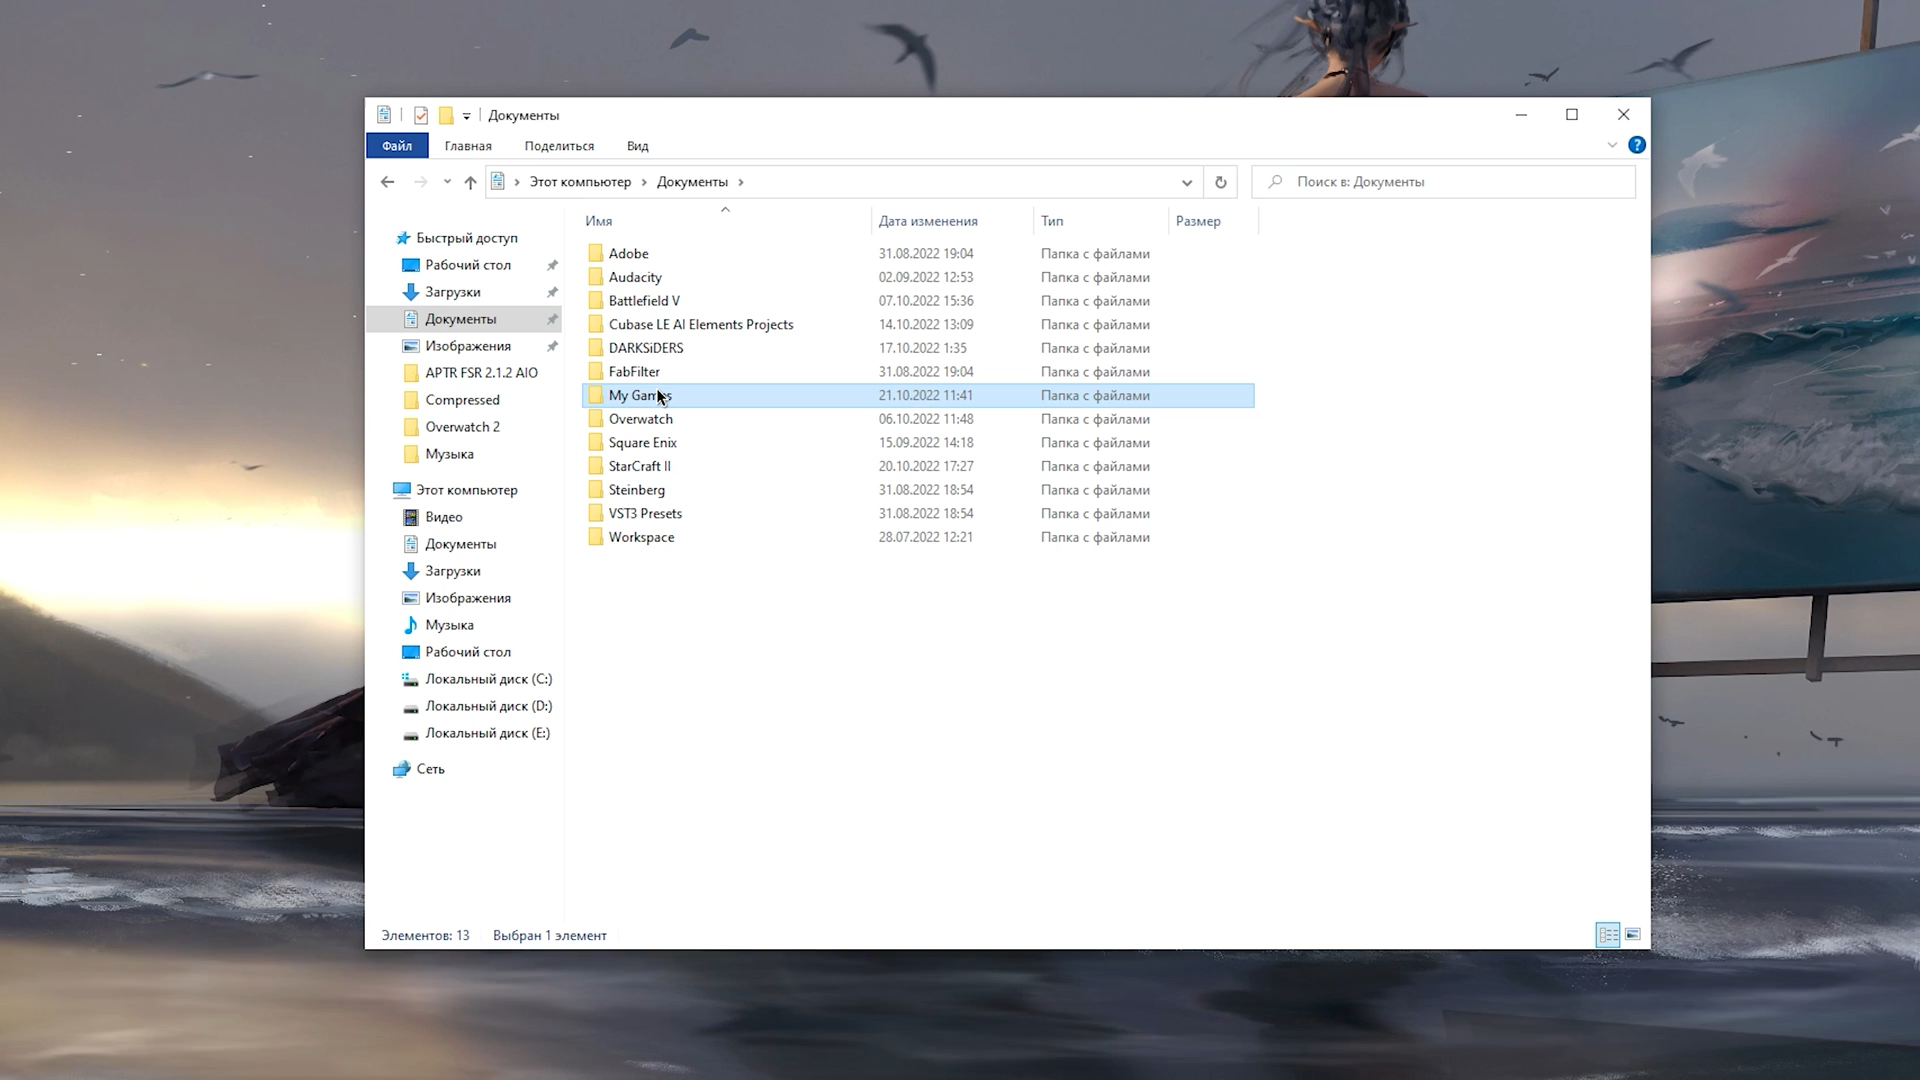 Документы
Файл Главная Поделиться Вид
Этот компьютер Документы
Поиск в: Документы
Имя Дата изменения Тип Размер
Быстрый доступ
Рабочий стол
Загрузки
Документы
Изображения
APTR FSR 2.1.2 AIO
Compressed
Overwatch 2
Музыка
Этот компьютер
Видео
Документы
Загрузки
Изображения
Музыка
Рабочий стол
Локальный диск (C:)
Локальный диск (D:)
Локальный диск (E:)
Сеть
Adobe 31.08.2022 19:04 Папка с файлами
Audacity 02.09.2022 12:53 Папка с файлами
Battlefield V 07.10.2022 15:36 Папка с файлами
Cubase LE AI Elements Projects 14.10.2022 13:09 Папка с файлами
DARKSiDERS 17.10.2022 1:35 Папка с файлами
FabFilter 31.08.2022 19:04 Папка с файлами
My Games 21.10.2022 11:41 Папка с файлами
Overwatch 06.10.2022 11:48 Папка с файлами
Square Enix 15.09.2022 14:18 Папка с файлами
StarCraft II 20.10.2022 17:27 Папка с файлами
Steinberg 31.08.2022 18:54 Папка с файлами
VST3 Presets 31.08.2022 18:54 Папка с файлами
Workspace 28.07.2022 12:21 Папка с файлами
Элементов: 13 Выбран 1 элемент